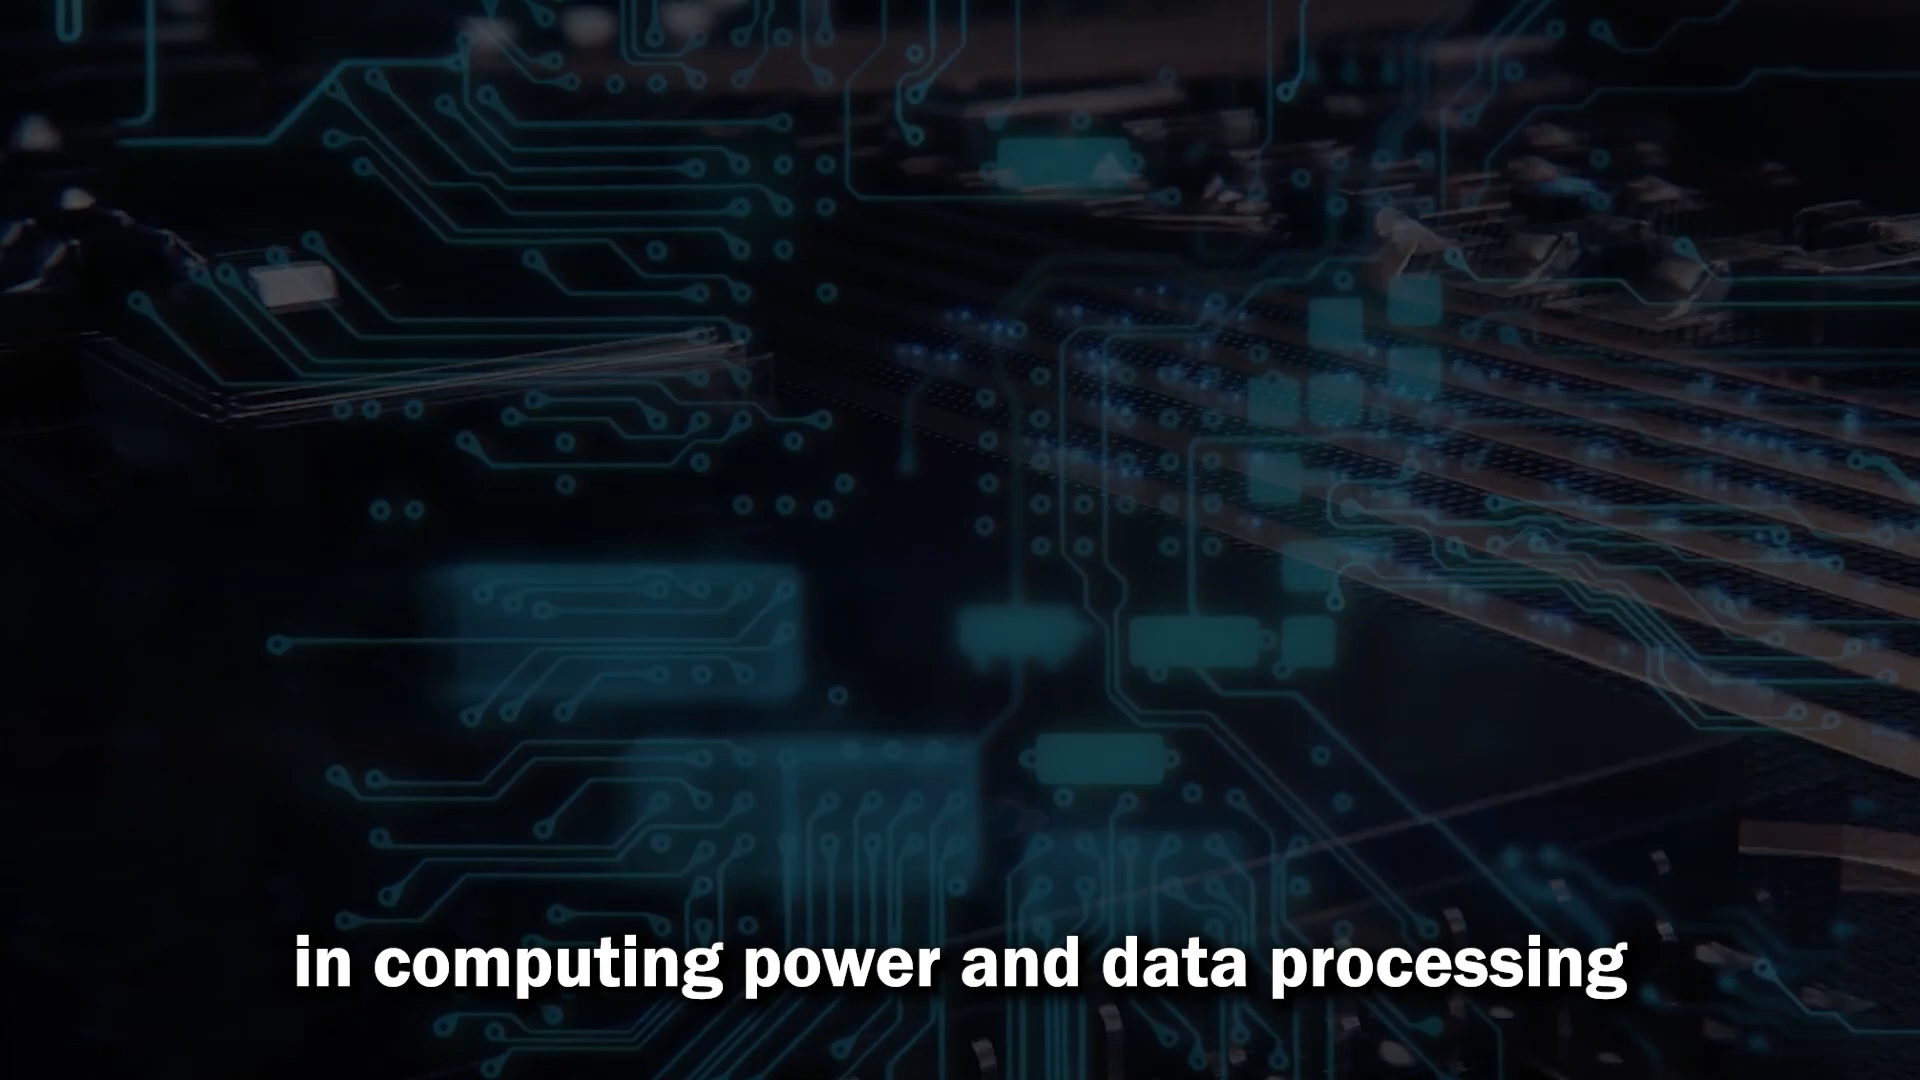 in computing power and data processing